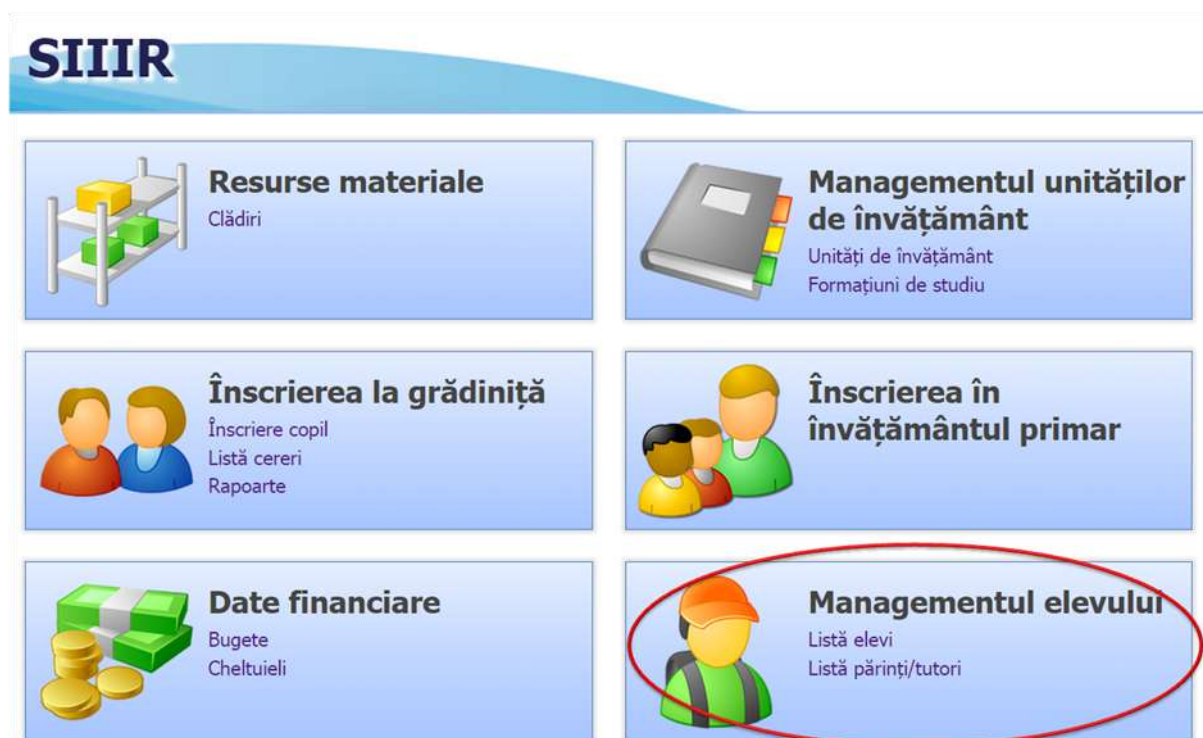 SIIIR
Resurse materiale
Clădiri
Managementul unităților
de învățământ
Unități de învățământ
Formațiuni de studiu
Înscrierea la grădiniță
Înscriere copil
Listă cereri
Rapoarte
Înscrierea în
învățământul primar
Date financiare
Bugete
Cheltuieli
Managementul elevului
Listă elevi
Listă părinți/tutori